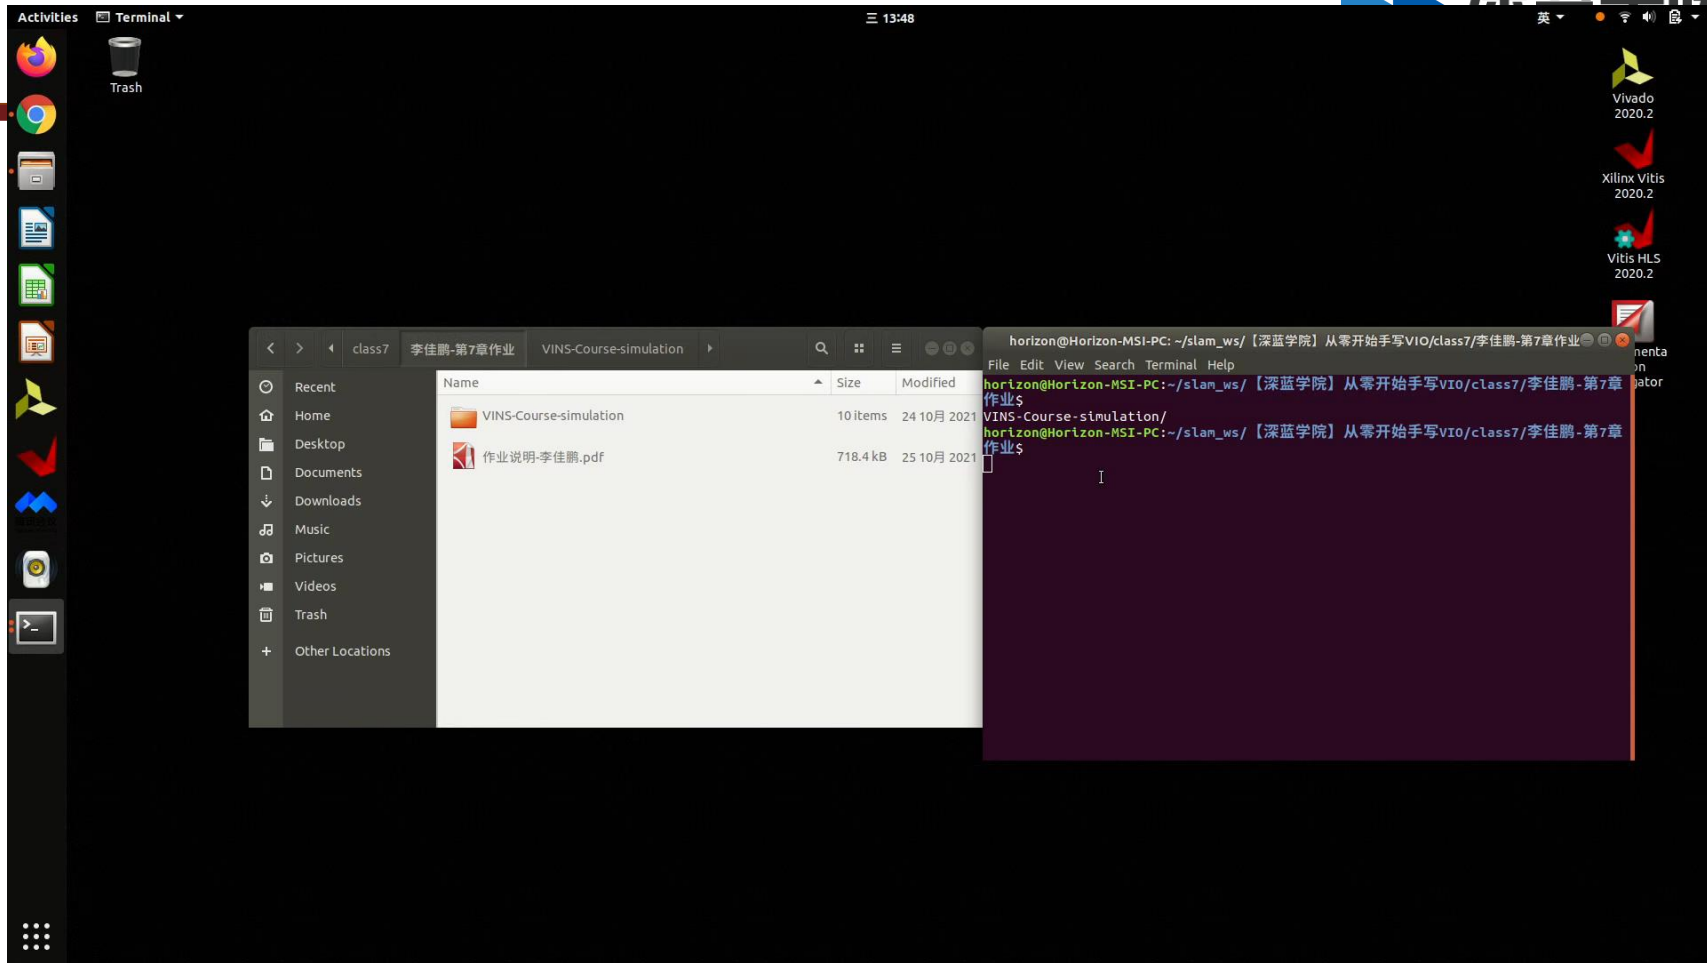 Activities
Terminal
三 13:48
英
Trash
Vivado
2020.2
Xilinx Vitis
2020.2
Vitis HLS
2020.2
class7
李佳鹏-第7章作业
VINS-Course-simulation
Recent
Home
Desktop
Documents
Downloads
Music
Pictures
Videos
Trash
Other Locations
Name Size Modified
VINS-Course-simulation 10 items 24 10月 2021
作业说明-李佳鹏.pdf 718.4 kB 25 10月 2021
horizon@Horizon-MSI-PC: ~/slam_ws/【深蓝学院】从零开始手写VIO/class7/李佳鹏-第7章作业
File Edit View Search Terminal Help
horizon@Horizon-MSI-PC:~/slam_ws/【深蓝学院】从零开始手写VIO/class7/李佳鹏-第7章
作业$
VINS-Course-simulation/
horizon@Horizon-MSI-PC:~/slam_ws/【深蓝学院】从零开始手写VIO/class7/李佳鹏-第7章
作业$